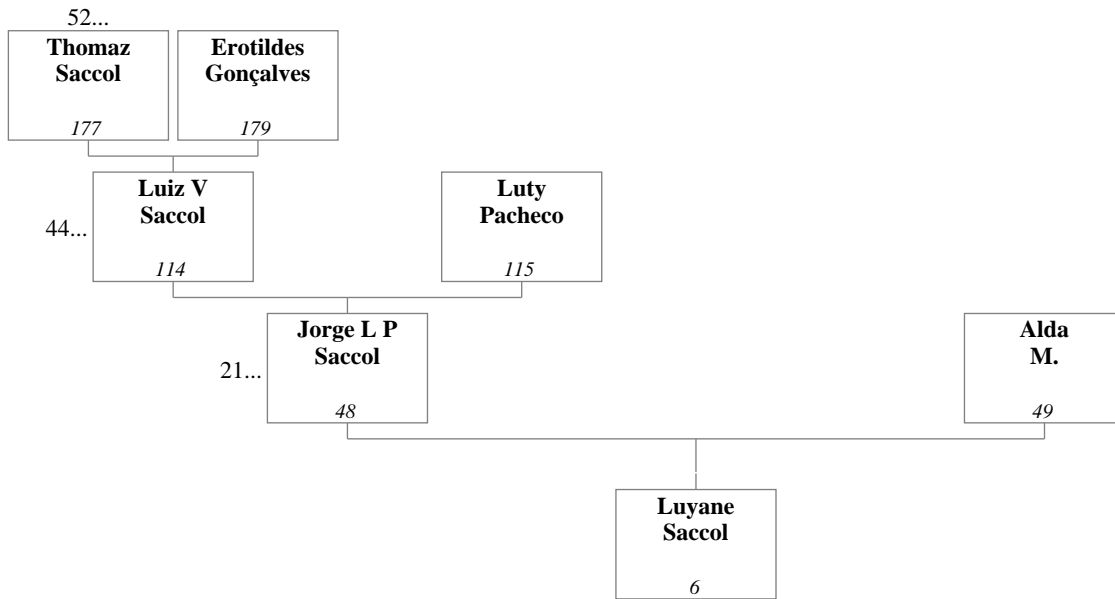 52...
Thomaz
Saccol
177
Erotildes
Gonçalves
179
44...
Luiz V
Saccol
114
Luty
Pacheco
115
21...
Jorge L P
Saccol
48
Alda
M.
49
Luyane
Saccol
6